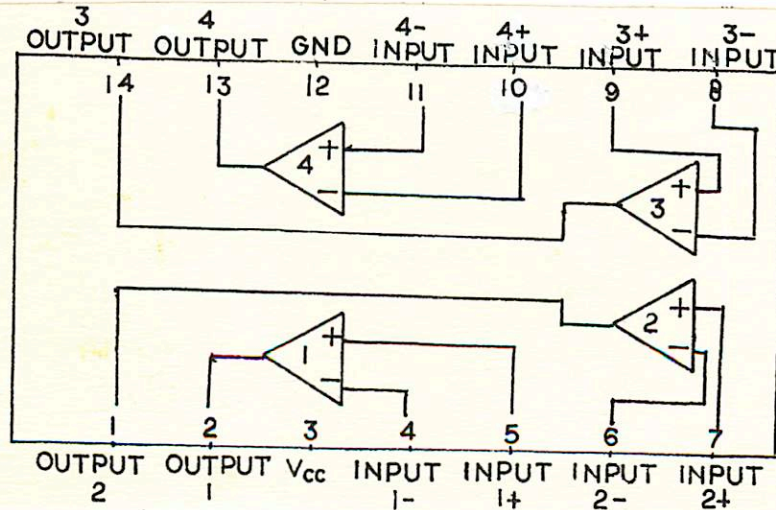 3 4 4- 4+ 3+ 3-
OUTPUT OUTPUT GND INPUT INPUT INPUT INPUT
14 13 12 11 10 9 8
+
4
-
+
3
-
+
2
-
+
1
-
1 2 3 4 5 6 7
OUTPUT OUTPUT Vcc INPUT INPUT INPUT INPUT
2 1 1- 1+ 2- 2+